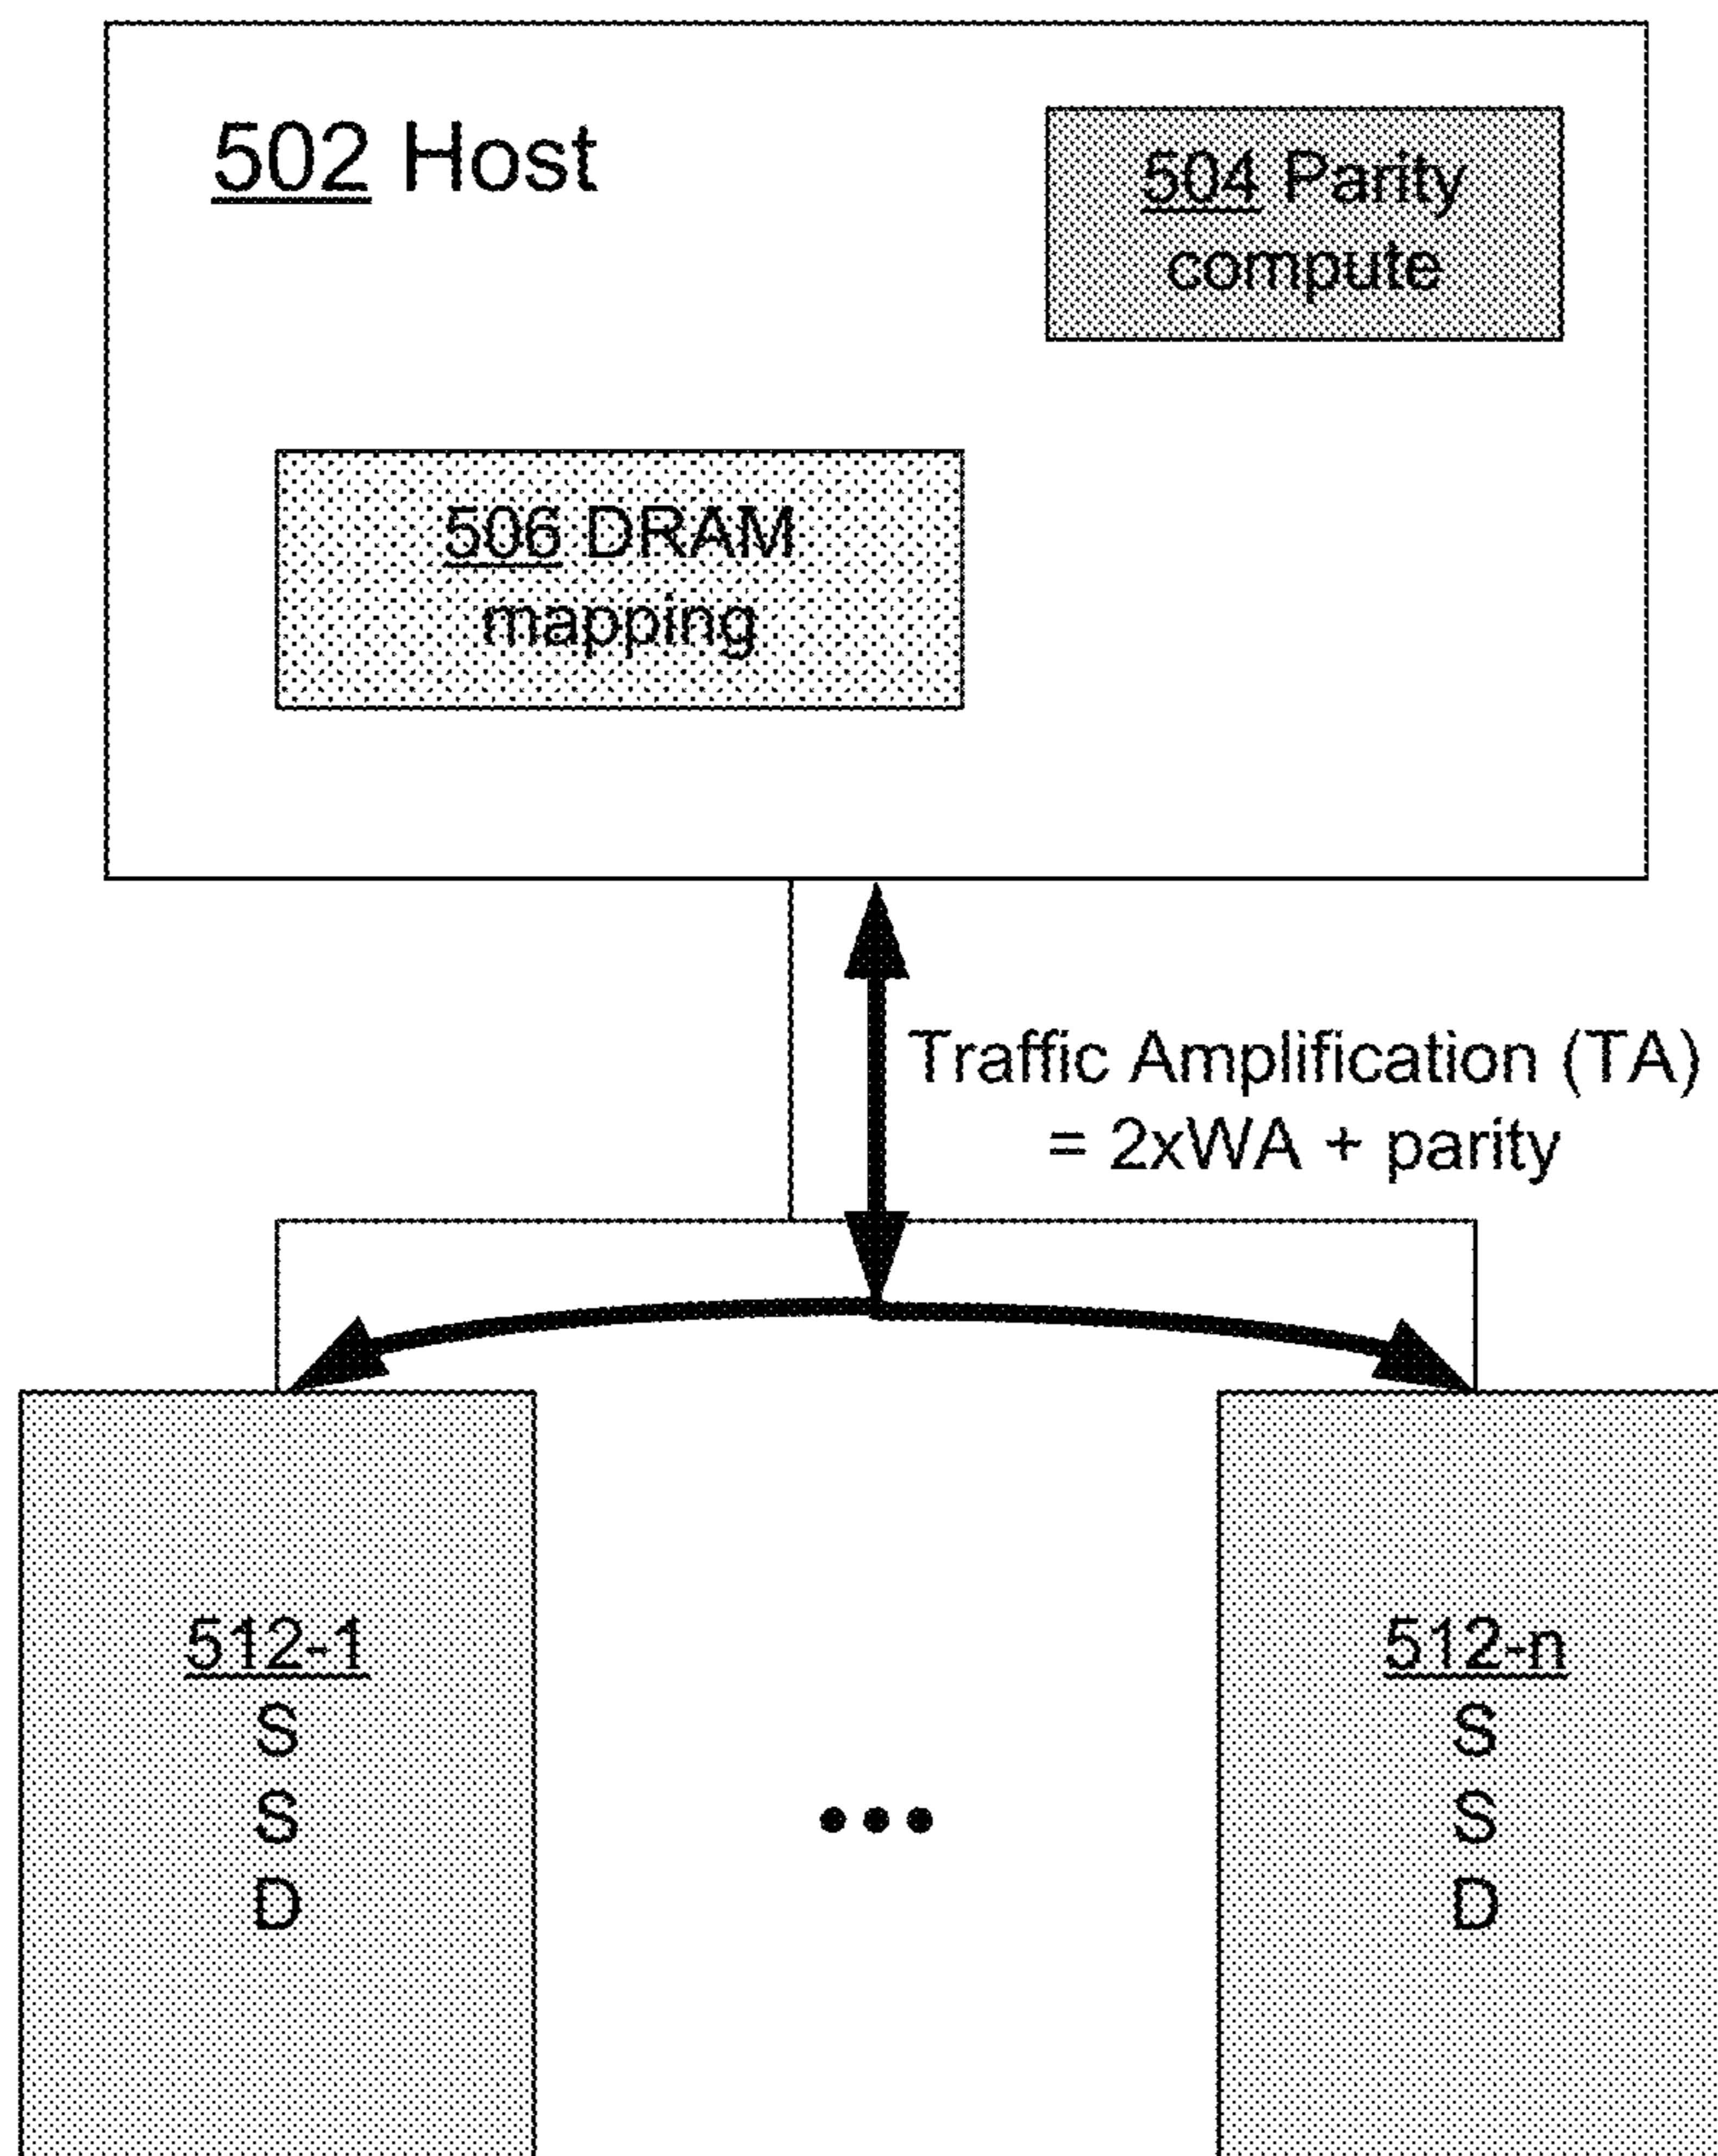 502 Host
504 Parity
compute
506 DRAM
mapping
Traffic Amplification (TA)
= 2xWA + parity
512-1
S
S
D
•••
512-n
S
S
D